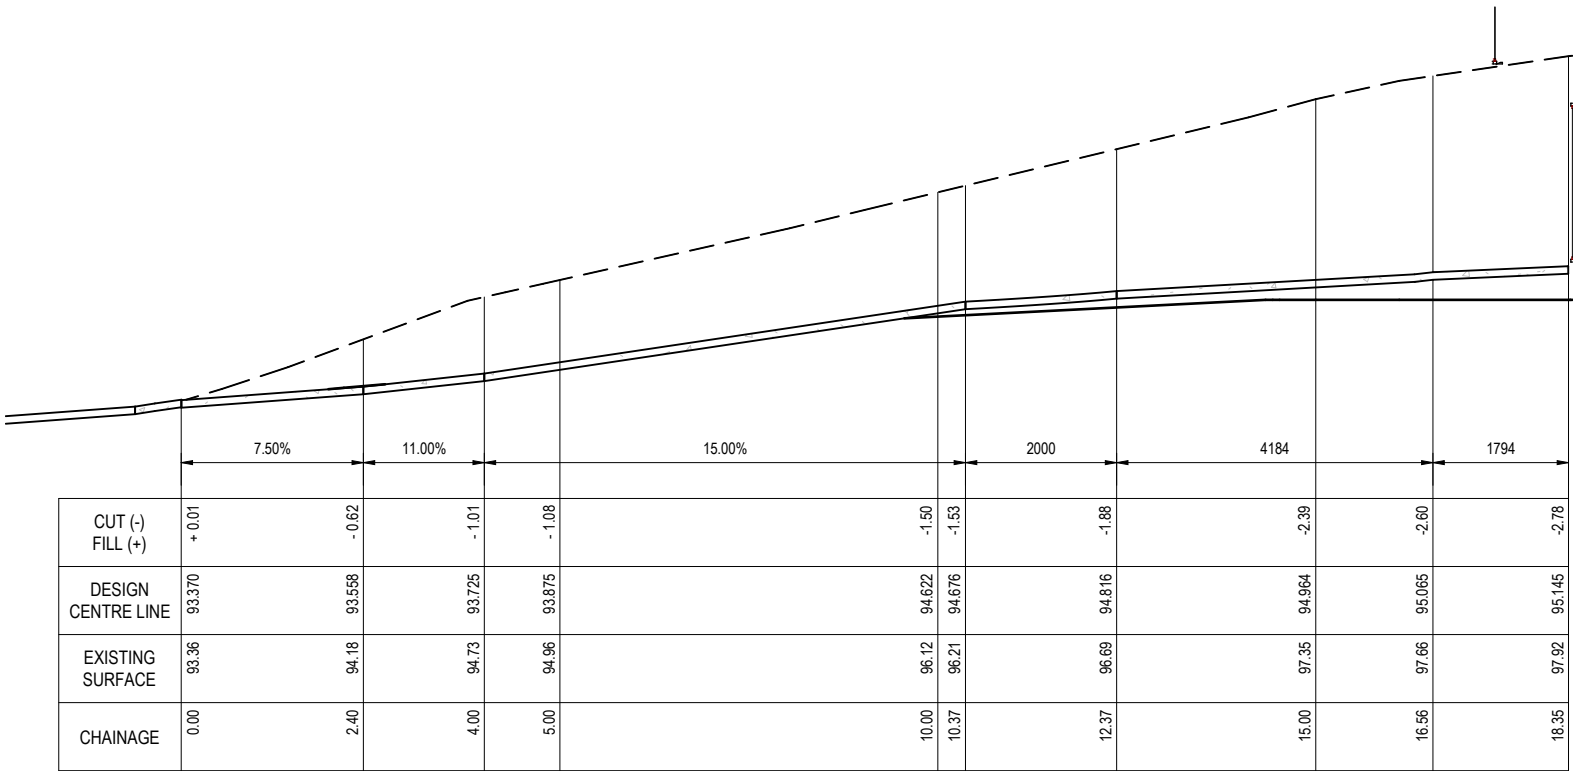 7.50% 11.00% 15.00% 2000 4184 1794
CUT (-)
FILL (+)
+ 0.01 - 0.62 - 1.01 - 1.08 -1.50 -1.53 -1.88 -2.39 -2.60 -2.78
DESIGN
CENTRE LINE
93.370 93.558 93.725 93.875 94.622 94.676 94.816 94.964 95.065 95.145
EXISTING
SURFACE
93.36 94.18 94.73 94.96 96.12 96.21 96.69 97.35 97.66 97.92
CHAINAGE
0.00 2.40 4.00 5.00 10.00 10.37 12.37 15.00 16.56 18.35